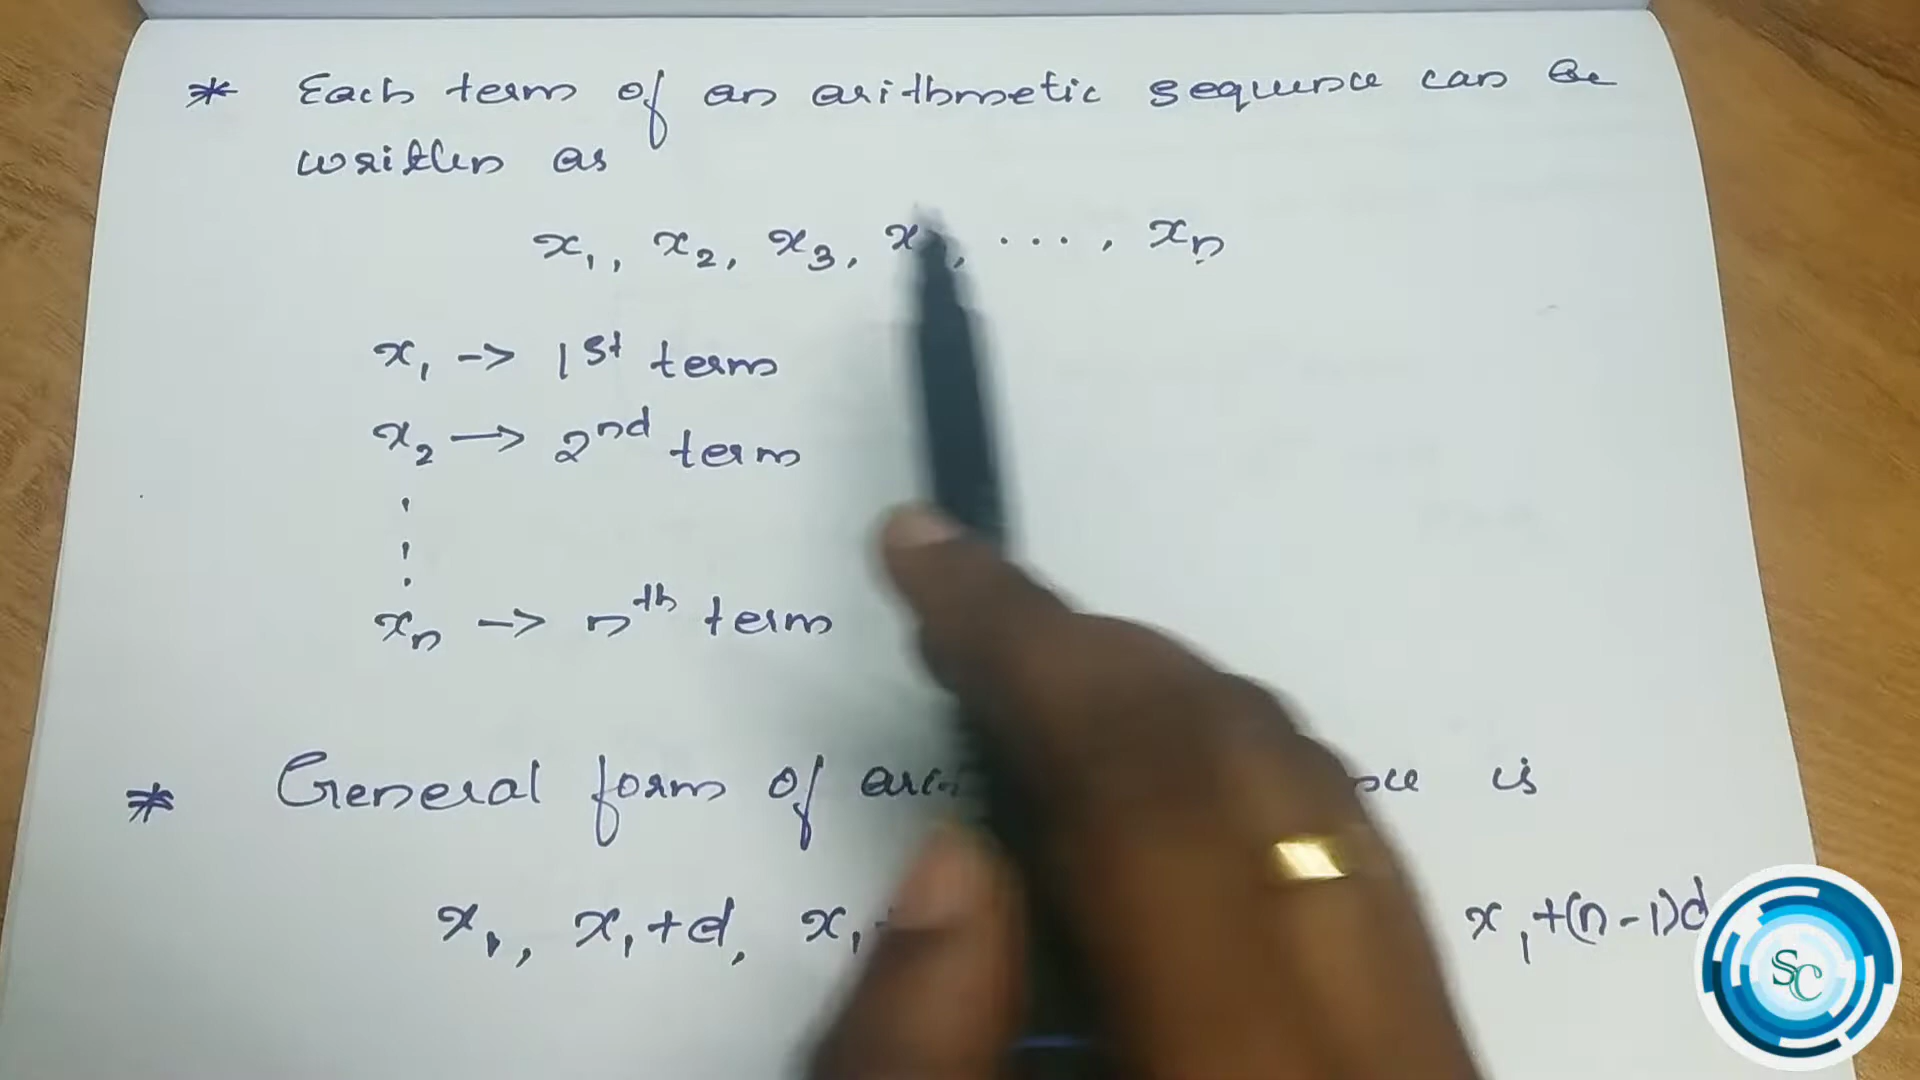 * Each term of an arithmetic sequence can be
written as
x₁, x₂, x₃, x , ..., xₙ
x₁ -> 1st term
x₂ -> 2nd term
xₙ -> nth term
* General form of is
x₁, x₁+d, x₁+ x₁+(n-1)d
SC